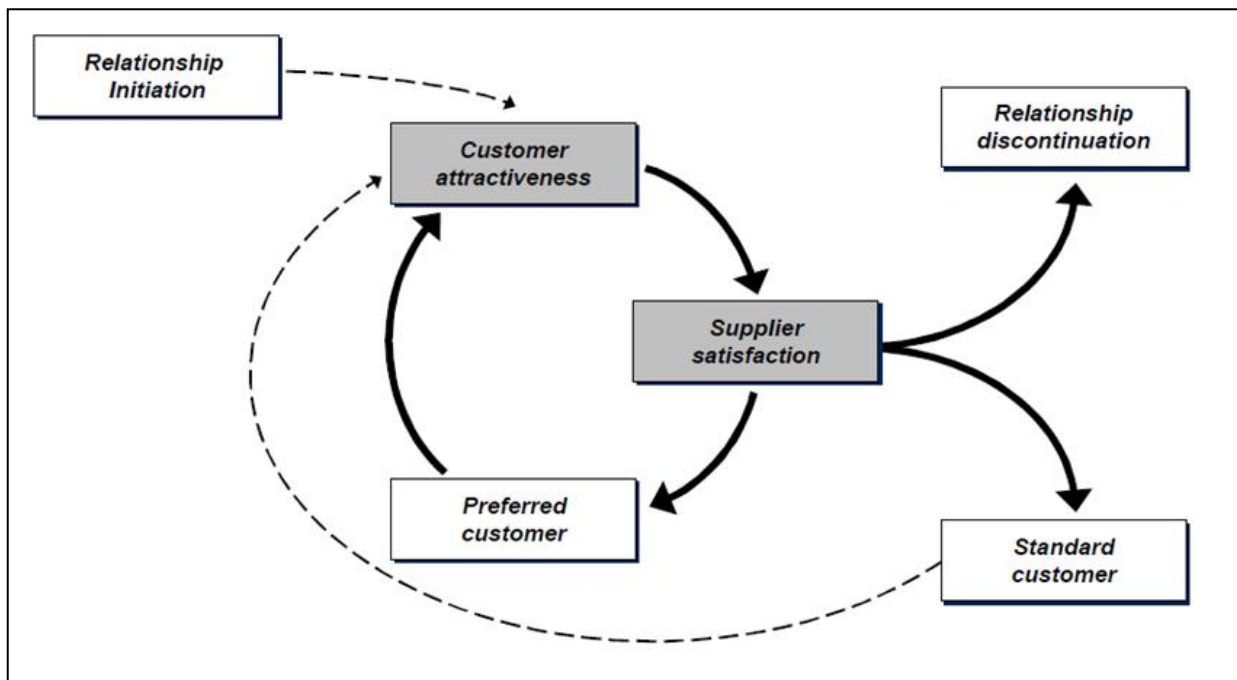 Relationship
Initiation
Customer
attractiveness
Relationship
discontinuation
Supplier
satisfaction
Preferred
customer
Standard
customer